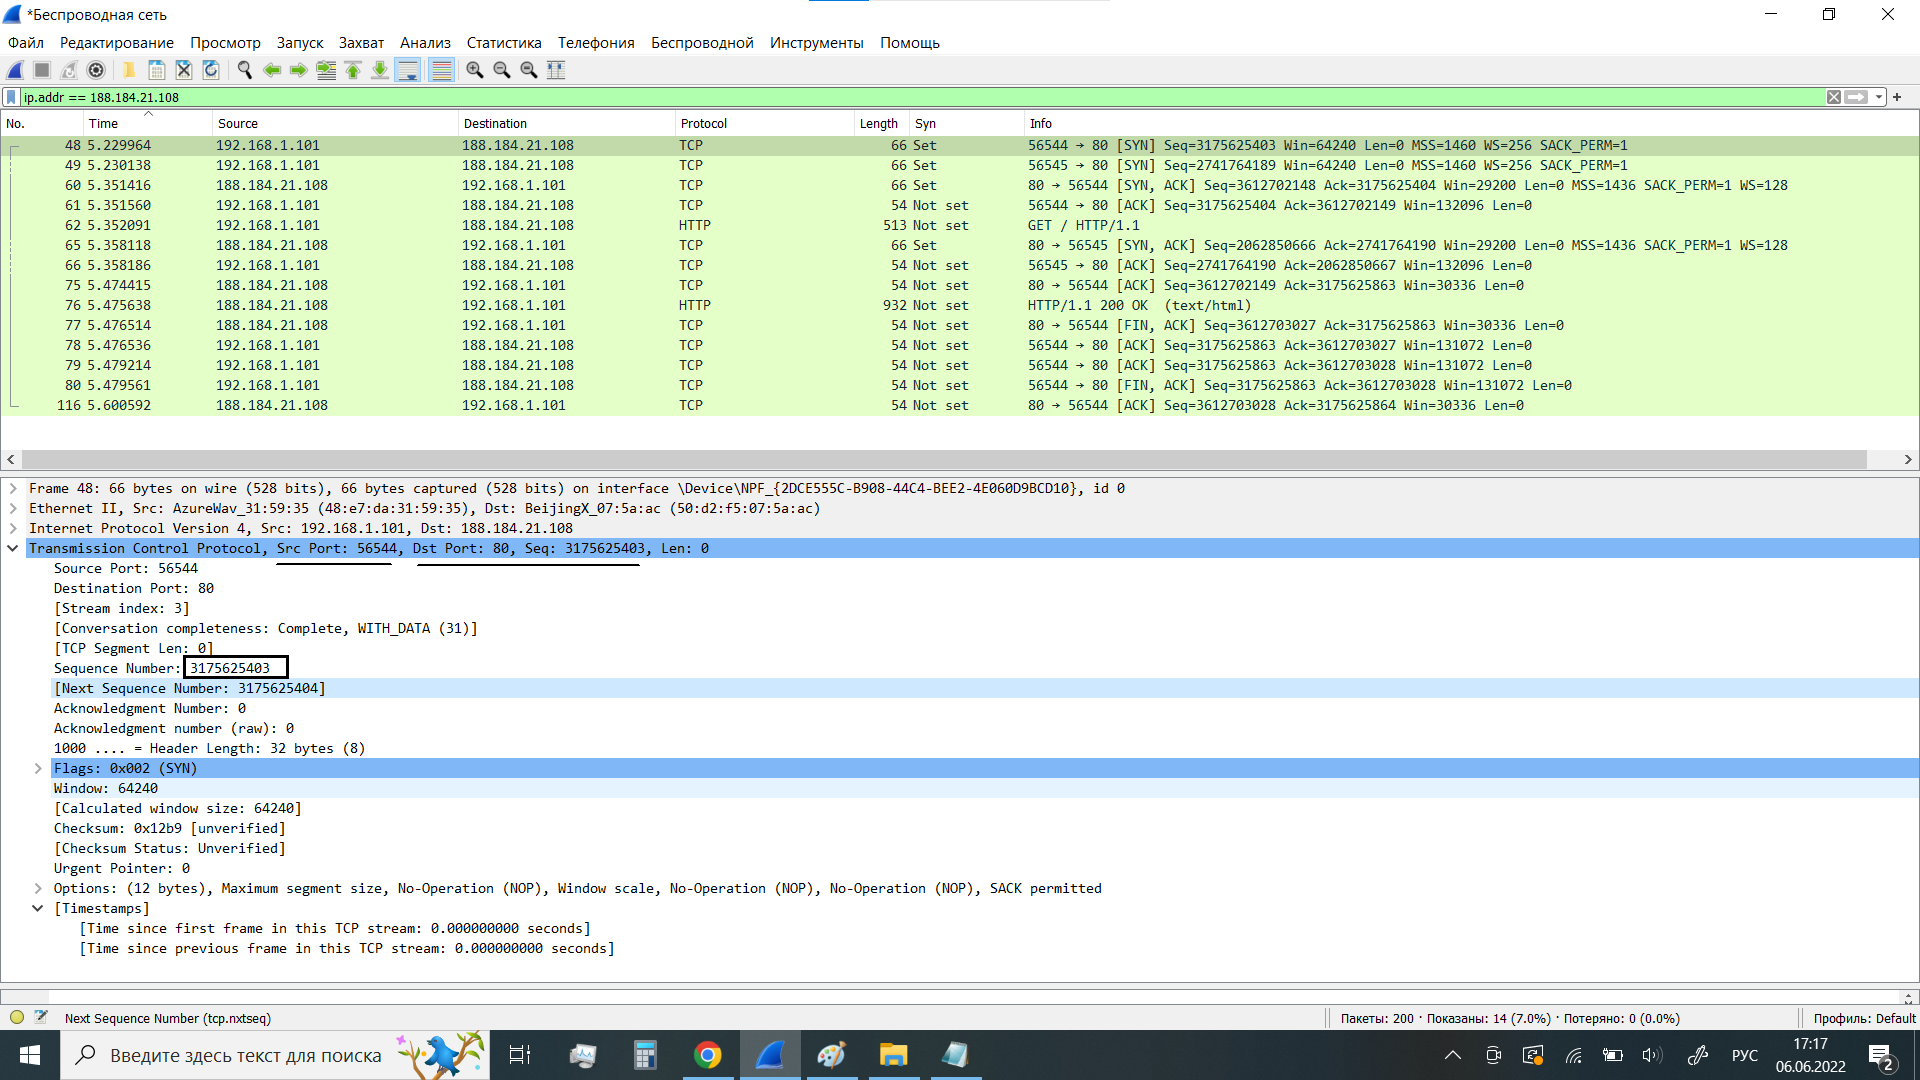 *Беспроводная сеть
Файл Редактирование Просмотр Запуск Захват Анализ Статистика Телефония Беспроводной Инструменты Помощь
ip.addr == 188.184.21.108
No. Time Source Destination Protocol Length Syn Info
48 5.229964 192.168.1.101 188.184.21.108 TCP 66 Set 56544 → 80 [SYN] Seq=3175625403 Win=64240 Len=0 MSS=1460 WS=256 SACK_PERM=1
49 5.230138 192.168.1.101 188.184.21.108 TCP 66 Set 56545 → 80 [SYN] Seq=2741764189 Win=64240 Len=0 MSS=1460 WS=256 SACK_PERM=1
60 5.351416 188.184.21.108 192.168.1.101 TCP 66 Set 80 → 56544 [SYN, ACK] Seq=3612702148 Ack=3175625404 Win=29200 Len=0 MSS=1436 SACK_PERM=1 WS=128
61 5.351560 192.168.1.101 188.184.21.108 TCP 54 Not set 56544 → 80 [ACK] Seq=3175625404 Ack=3612702149 Win=132096 Len=0
62 5.352091 192.168.1.101 188.184.21.108 HTTP 513 Not set GET / HTTP/1.1
65 5.358118 188.184.21.108 192.168.1.101 TCP 66 Set 80 → 56545 [SYN, ACK] Seq=2062850666 Ack=2741764190 Win=29200 Len=0 MSS=1436 SACK_PERM=1 WS=128
66 5.358186 192.168.1.101 188.184.21.108 TCP 54 Not set 56545 → 80 [ACK] Seq=2741764190 Ack=2062850667 Win=132096 Len=0
75 5.474415 188.184.21.108 192.168.1.101 TCP 54 Not set 80 → 56544 [ACK] Seq=3612702149 Ack=3175625863 Win=30336 Len=0
76 5.475638 188.184.21.108 192.168.1.101 HTTP 932 Not set HTTP/1.1 200 OK (text/html)
77 5.476514 188.184.21.108 192.168.1.101 TCP 54 Not set 80 → 56544 [FIN, ACK] Seq=3612703027 Ack=3175625863 Win=30336 Len=0
78 5.476536 192.168.1.101 188.184.21.108 TCP 54 Not set 56544 → 80 [ACK] Seq=3175625863 Ack=3612703027 Win=131072 Len=0
79 5.479214 192.168.1.101 188.184.21.108 TCP 54 Not set 56544 → 80 [ACK] Seq=3175625863 Ack=3612703028 Win=131072 Len=0
80 5.479561 192.168.1.101 188.184.21.108 TCP 54 Not set 56544 → 80 [FIN, ACK] Seq=3175625863 Ack=3612703028 Win=131072 Len=0
116 5.600592 188.184.21.108 192.168.1.101 TCP 54 Not set 80 → 56544 [ACK] Seq=3612703028 Ack=3175625864 Win=30336 Len=0
Frame 48: 66 bytes on wire (528 bits), 66 bytes captured (528 bits) on interface \Device\NPF_{2DCE555C-B908-44C4-BEE2-4E060D9BCD10}, id 0
Ethernet II, Src: AzureWav_31:59:35 (48:e7:da:31:59:35), Dst: BeijingX_07:5a:ac (50:d2:f5:07:5a:ac)
Internet Protocol Version 4, Src: 192.168.1.101, Dst: 188.184.21.108
Transmission Control Protocol, Src Port: 56544, Dst Port: 80, Seq: 3175625403, Len: 0
Source Port: 56544
Destination Port: 80
[Stream index: 3]
[Conversation completeness: Complete, WITH_DATA (31)]
[TCP Segment Len: 0]
Sequence Number: 3175625403
[Next Sequence Number: 3175625404]
Acknowledgment Number: 0
Acknowledgment number (raw): 0
1000 .... = Header Length: 32 bytes (8)
Flags: 0x002 (SYN)
Window: 64240
[Calculated window size: 64240]
Checksum: 0x12b9 [unverified]
[Checksum Status: Unverified]
Urgent Pointer: 0
Options: (12 bytes), Maximum segment size, No-Operation (NOP), Window scale, No-Operation (NOP), No-Operation (NOP), SACK permitted
[Timestamps]
[Time since first frame in this TCP stream: 0.000000000 seconds]
[Time since previous frame in this TCP stream: 0.000000000 seconds]
Next Sequence Number (tcp.nxtseq) Пакеты: 200 · Показаны: 14 (7.0%) · Потеряно: 0 (0.0%) Профиль: Default
Введите здесь текст для поиска РУС 17:17
06.06.2022 2